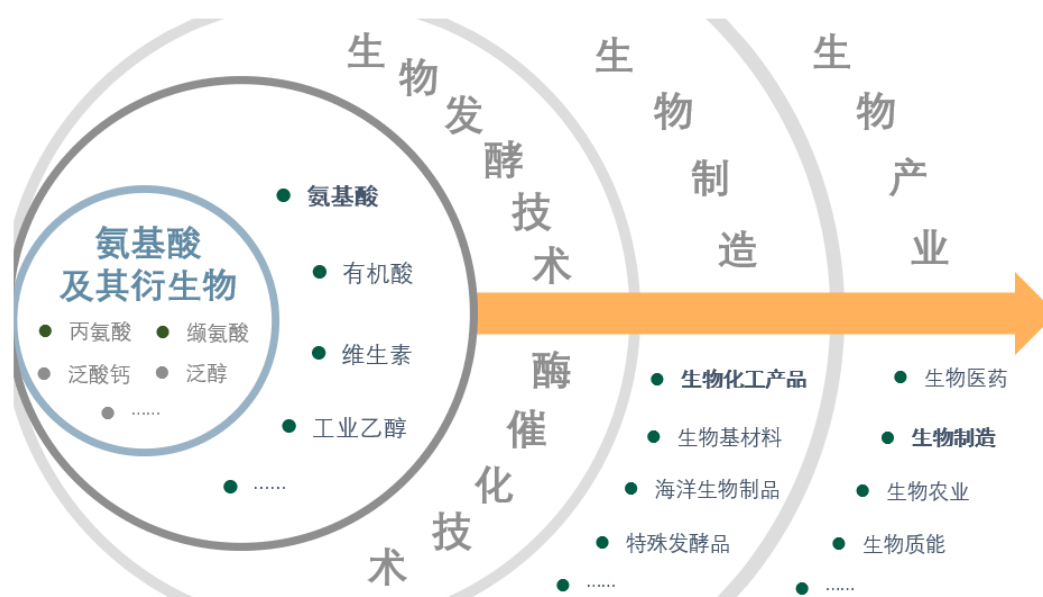 氨基酸
及其衍生物
丙氨酸
缬氨酸
泛酸钙
泛醇
……
氨基酸
有机酸
维生素
工业乙醇
……
生物发酵技术
酶催化技术
生物制造
生物化工产品
生物基材料
海洋生物制品
特殊发酵品
……
生物产业
生物医药
生物制造
生物农业
生物质能
……